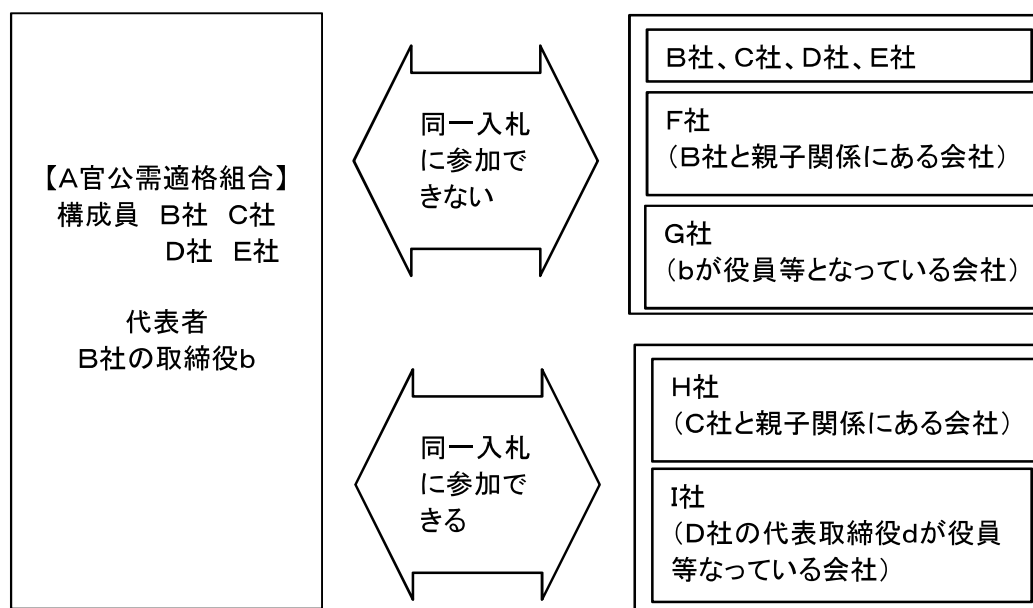 【A官公需適格組合】
構成員 B社 C社
D社 E社
代表者
B社の取締役b
同一入札
に参加で
きない
B社、C社、D社、E社
F社
(B社と親子関係にある会社)
G社
(bが役員等となっている会社)
同一入札
に参加で
きる
H社
(C社と親子関係にある会社)
I社
(D社の代表取締役dが役員
等なっている会社)